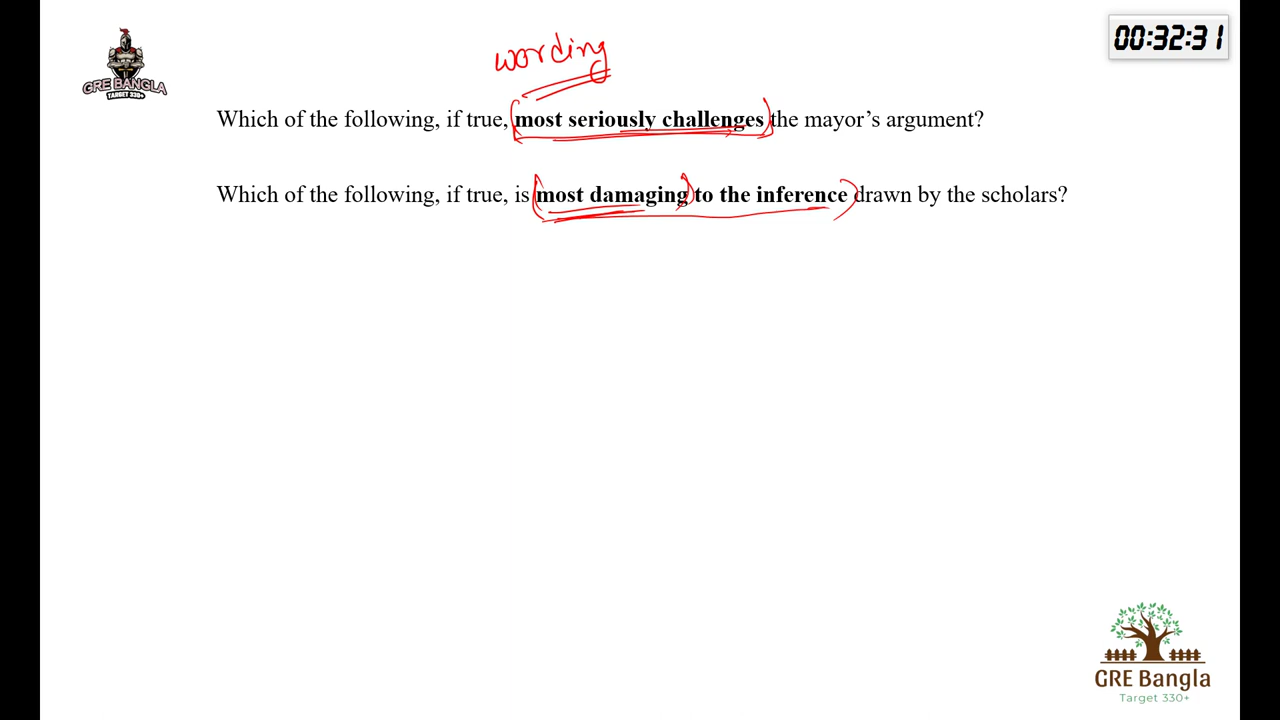 wording
00:32:31
GRE BANGLA
TARGET 330+
Which of the following, if true, most seriously challenges the mayor’s argument?
Which of the following, if true, is most damaging to the inference drawn by the scholars?
GRE Bangla
Target 330+